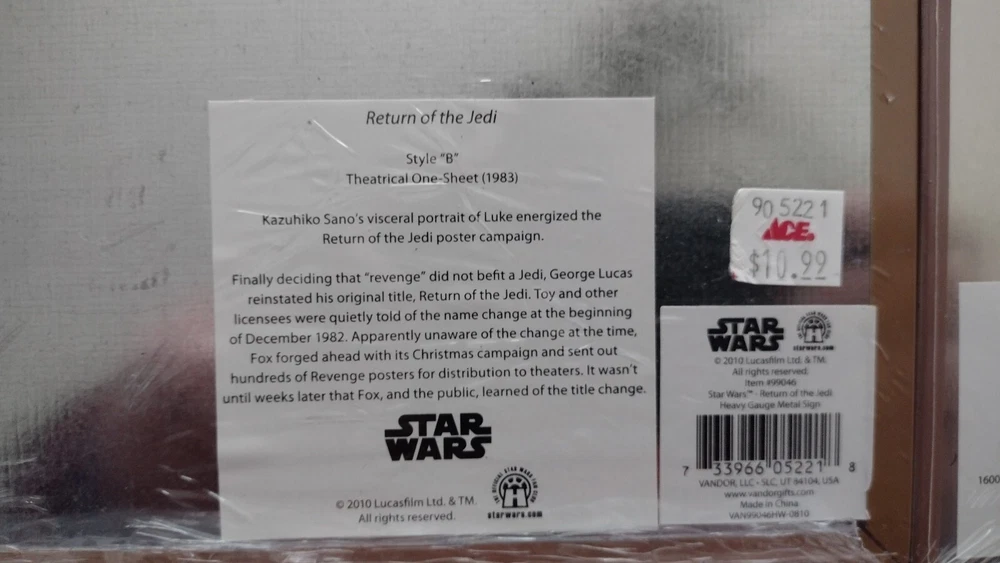 Return of the Jedi
Style “B”
Theatrical One-Sheet (1983)
Kazuhiko Sano’s visceral portrait of Luke energized the
Return of the Jedi poster campaign.
Finally deciding that “revenge” did not befit a Jedi, George Lucas
reinstated his original title, Return of the Jedi. Toy and other
licensees were quietly told of the name change at the beginning
of December 1982. Apparently unaware of the change at the time,
Fox forged ahead with its Christmas campaign and sent out
hundreds of Revenge posters for distribution to theaters. It wasn’t
until weeks later that Fox, and the public, learned of the title change.
STAR
WARS
© 2010 Lucasfilm Ltd. & TM.
All rights reserved.
THE OFFICIAL STAR WARS FAN CLUB
starwars.com
90 5221
ACE
$10.99
STAR
WARS
starwars.com
© 2010 Lucasfilm Ltd. & TM.
All rights reserved.
Item #99046
Star Wars™ - Return of the Jedi
Heavy Gauge Metal Sign
7 33966 05221 8
VANDOR, LLC • SLC, UT 84104, USA
www.vandorgifts.com
Made in China
VAN99046HW-0810
1600